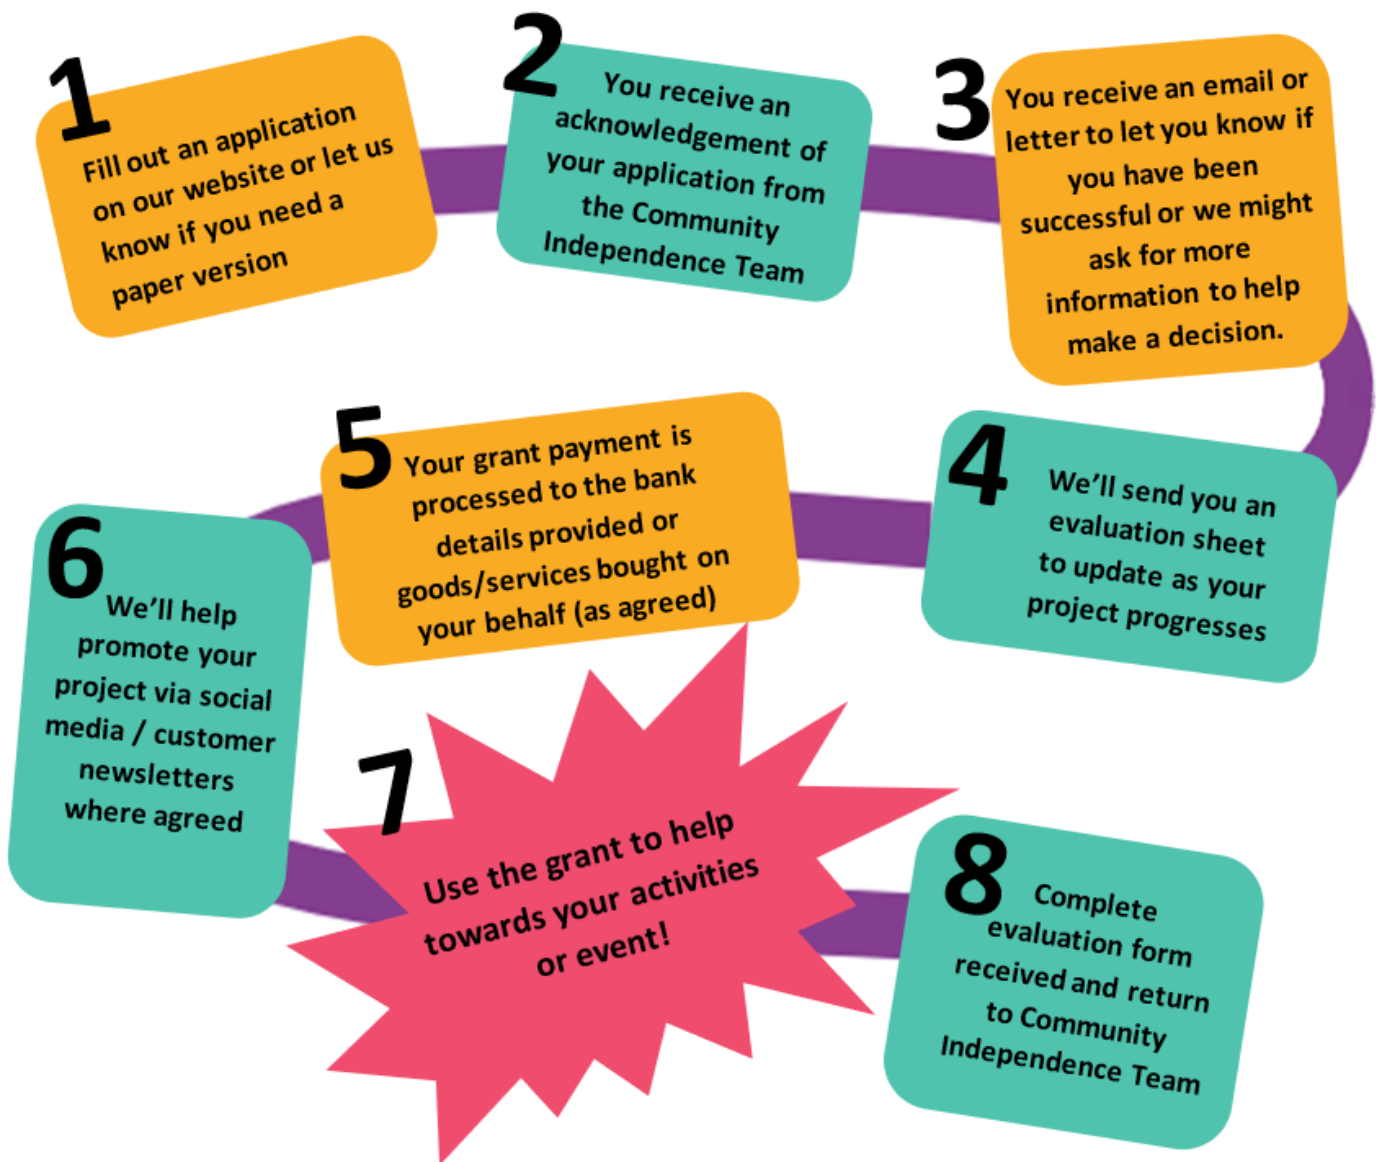 1
Fill out an application
on our website or let us
know if you need a
paper version
2
You receive an
acknowledgement of
your application from
the Community
Independence Team
3
You receive an email or
letter to let you know if
you have been
successful or we might
ask for more
information to help
make a decision.
4
We’ll send you an
evaluation sheet
to update as your
project progresses
5
Your grant payment is
processed to the bank
details provided or
goods/services bought on
your behalf (as agreed)
6
We’ll help
promote your
project via social
media / customer
newsletters
where agreed
7
Use the grant to help
towards your activities
or event!
8
Complete
evaluation form
received and return
to Community
Independence Team